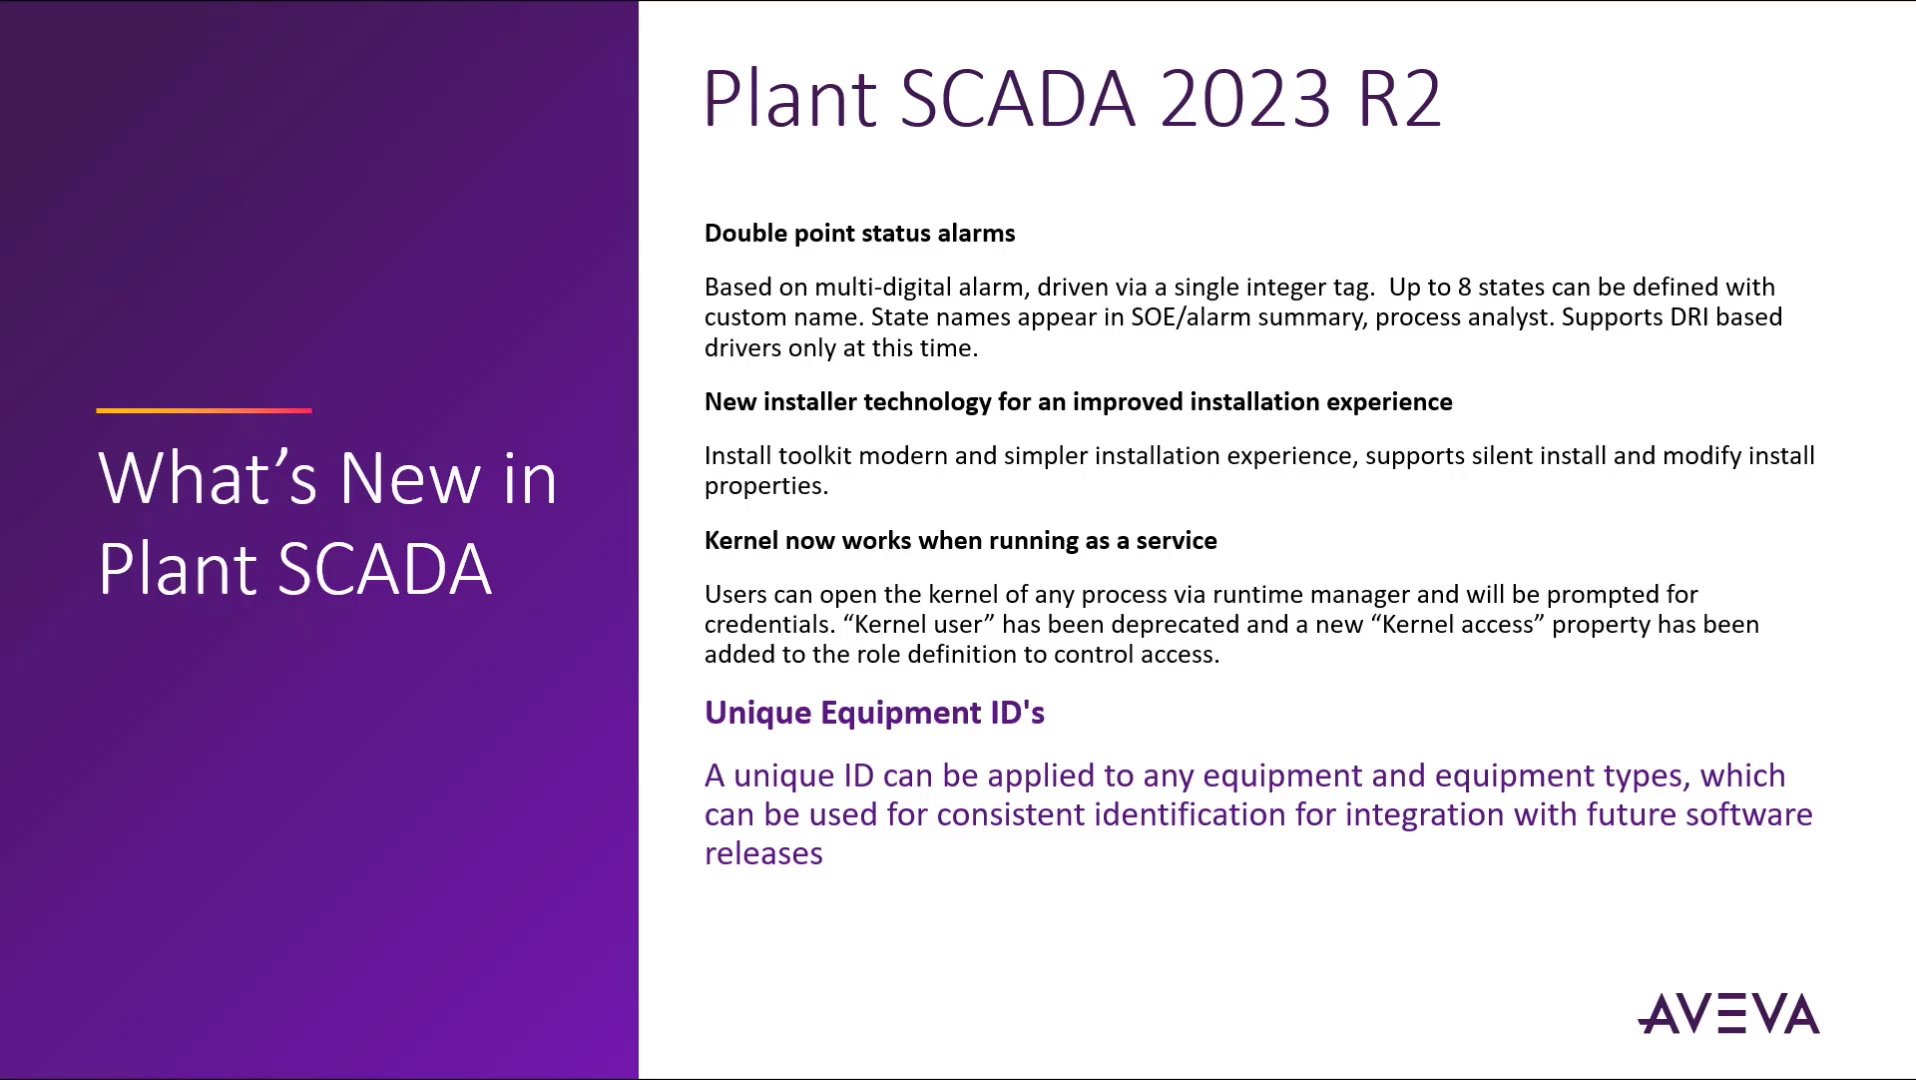 What’s New in
Plant SCADA
Plant SCADA 2023 R2
Double point status alarms
Based on multi-digital alarm, driven via a single integer tag.  Up to 8 states can be defined with
custom name. State names appear in SOE/alarm summary, process analyst. Supports DRI based
drivers only at this time.
New installer technology for an improved installation experience
Install toolkit modern and simpler installation experience, supports silent install and modify install
properties.
Kernel now works when running as a service
Users can open the kernel of any process via runtime manager and will be prompted for
credentials. “Kernel user” has been deprecated and a new “Kernel access” property has been
added to the role definition to control access.
Unique Equipment ID's
A unique ID can be applied to any equipment and equipment types, which
can be used for consistent identification for integration with future software
releases
AVEVA